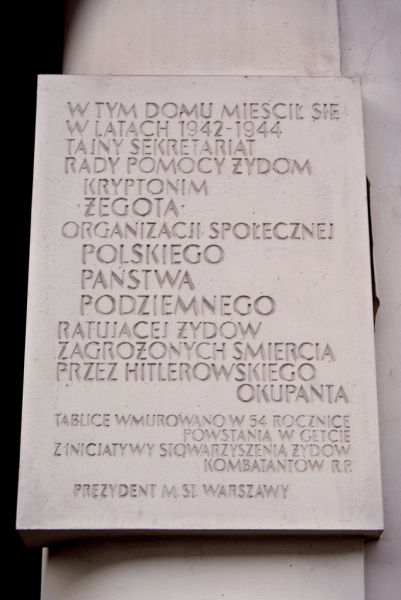 W TYM DOMU MIEŚCIŁ SIĘ
W LATACH 1942-1944
TAJNY SEKRETARIAT
RADY POMOCY ŻYDOM
KRYPTONIM
·ŻEGOTA·
ORGANIZACJI SPOŁECZNEJ
POLSKIEGO
PAŃSTWA
PODZIEMNEGO
RATUJĄCEJ ŻYDÓW
ZAGROŻONYCH ŚMIERCIĄ
PRZEZ HITLEROWSKIEGO
OKUPANTA
TABLICĘ WMUROWANO W 54 ROCZNICĘ
POWSTANIA W GETCIE
Z INICJATYWY STOWARZYSZENIA ŻYDÓW
KOMBATANTÓW R.P.
PREZYDENT M. ST. WARSZAWY